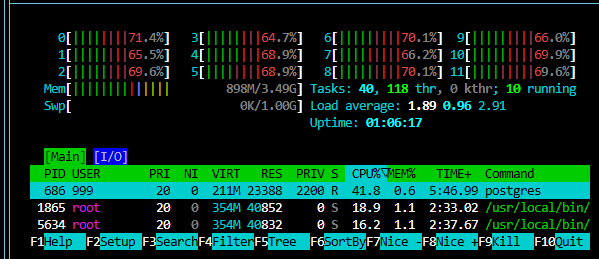 0[||||||||| 71.4%] 3[||||||||| 64.7%] 6[||||||||| 70.1%] 9[||||||||| 66.0%]
1[||||||||| 65.5%] 4[||||||||| 68.9%] 7[||||||||| 66.2%] 10[||||||||| 69.9%]
2[||||||||| 69.6%] 5[||||||||| 68.9%] 8[||||||||| 70.1%] 11[||||||||| 69.6%]
Mem[|||||||||||||||| 898M/3.49G] Tasks: 40, 118 thr, 0 kthr; 10 running
Swp[ 0K/1.00G] Load average: 1.89 0.96 2.91
Uptime: 01:06:17
[Main] [I/O]
PID USER PRI NI VIRT RES PRIV S CPU%▽MEM% TIME+ Command
686 999 20 0 211M 23388 2200 R 41.8 0.6 5:46.99 postgres
1865 root 20 0 354M 40852 0 S 18.9 1.1 2:33.02 /usr/local/bin/
5634 root 20 0 354M 40832 0 S 16.2 1.1 2:37.67 /usr/local/bin/
F1Help F2Setup F3SearchF4FilterF5Tree F6SortByF7Nice -F8Nice +F9Kill F10Quit